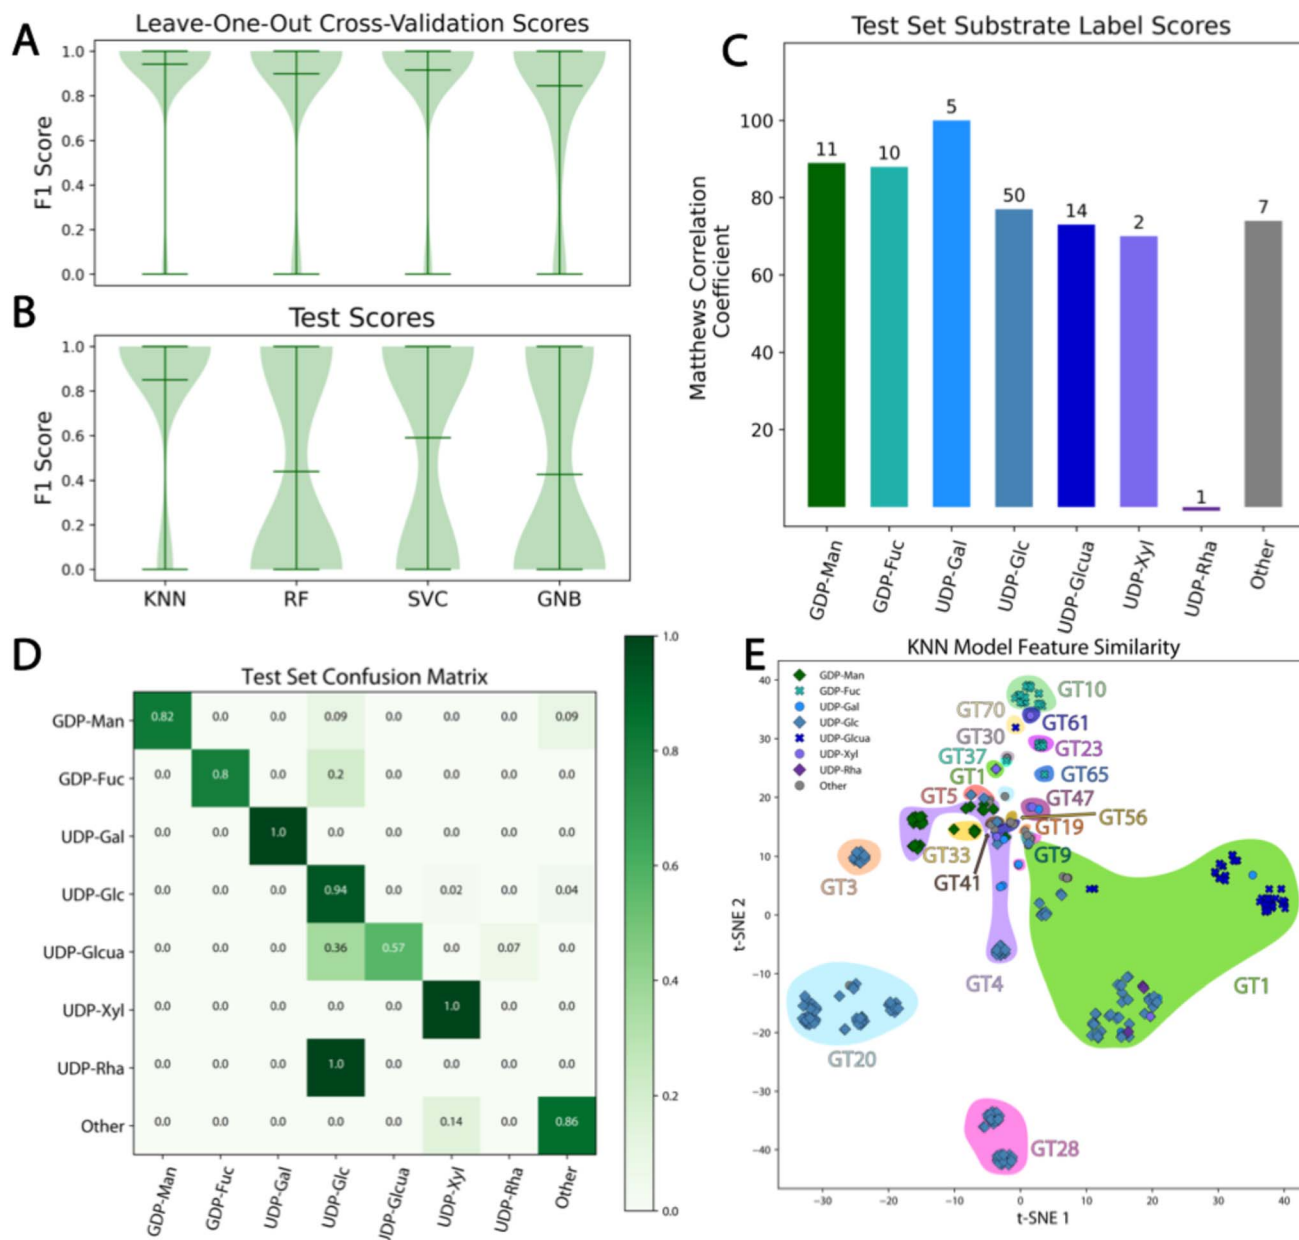 A
Leave-One-Out Cross-Validation Scores
F1 Score
1.0
0.8
0.6
0.4
0.2
0.0
B
Test Scores
F1 Score
1.0
0.8
0.6
0.4
0.2
0.0
KNN RF SVC GNB
C
Test Set Substrate Label Scores
Matthews Correlation
Coefficient
100
80
60
40
20
11 10 5 50 14 2 1 7
GDP-Man GDP-Fuc UDP-Gal UDP-Glc UDP-Glcua UDP-Xyl UDP-Rha Other
D
Test Set Confusion Matrix
GDP-Man 0.82 0.0 0.0 0.09 0.0 0.0 0.0 0.09
GDP-Fuc 0.0 0.8 0.0 0.2 0.0 0.0 0.0 0.0
UDP-Gal 0.0 0.0 1.0 0.0 0.0 0.0 0.0 0.0
UDP-Glc 0.0 0.0 0.0 0.94 0.0 0.02 0.0 0.04
UDP-Glcua 0.0 0.0 0.0 0.36 0.57 0.0 0.07 0.0
UDP-Xyl 0.0 0.0 0.0 0.0 0.0 1.0 0.0 0.0
UDP-Rha 0.0 0.0 0.0 1.0 0.0 0.0 0.0 0.0
Other 0.0 0.0 0.0 0.0 0.0 0.14 0.0 0.86
GDP-Man GDP-Fuc UDP-Gal UDP-Glc UDP-Glcua UDP-Xyl UDP-Rha Other
1.0
0.8
0.6
0.4
0.2
0.0
E
KNN Model Feature Similarity
GDP-Man
GDP-Fuc
UDP-Gal
UDP-Glc
UDP-Glcua
UDP-Xyl
UDP-Rha
Other
GT10
GT70
GT61
GT30
GT23
GT37
GT1
GT65
GT5
GT47
GT56
GT19
GT33
GT9
GT3
GT41
GT4
GT1
GT20
GT28
t-SNE 2
40
30
20
10
0
−10
−20
−30
−40
−30 −20 −10 0 10 20 30 40
t-SNE 1